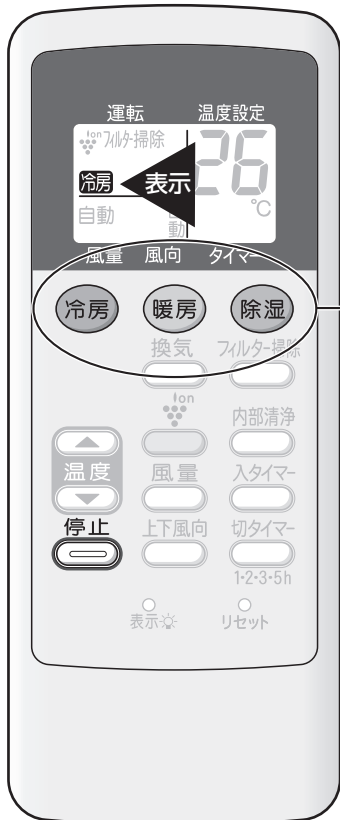 運転 温度設定
ion フィルター掃除
冷房 表示 26
℃
自動 自動
風量 風向 タイマー
冷房 暖房 除湿
換気 フィルター掃除
ion 内部清浄
温度 風量 入タイマー
停止 上下風向 切タイマー
1・2・3・5h
表示 リセット